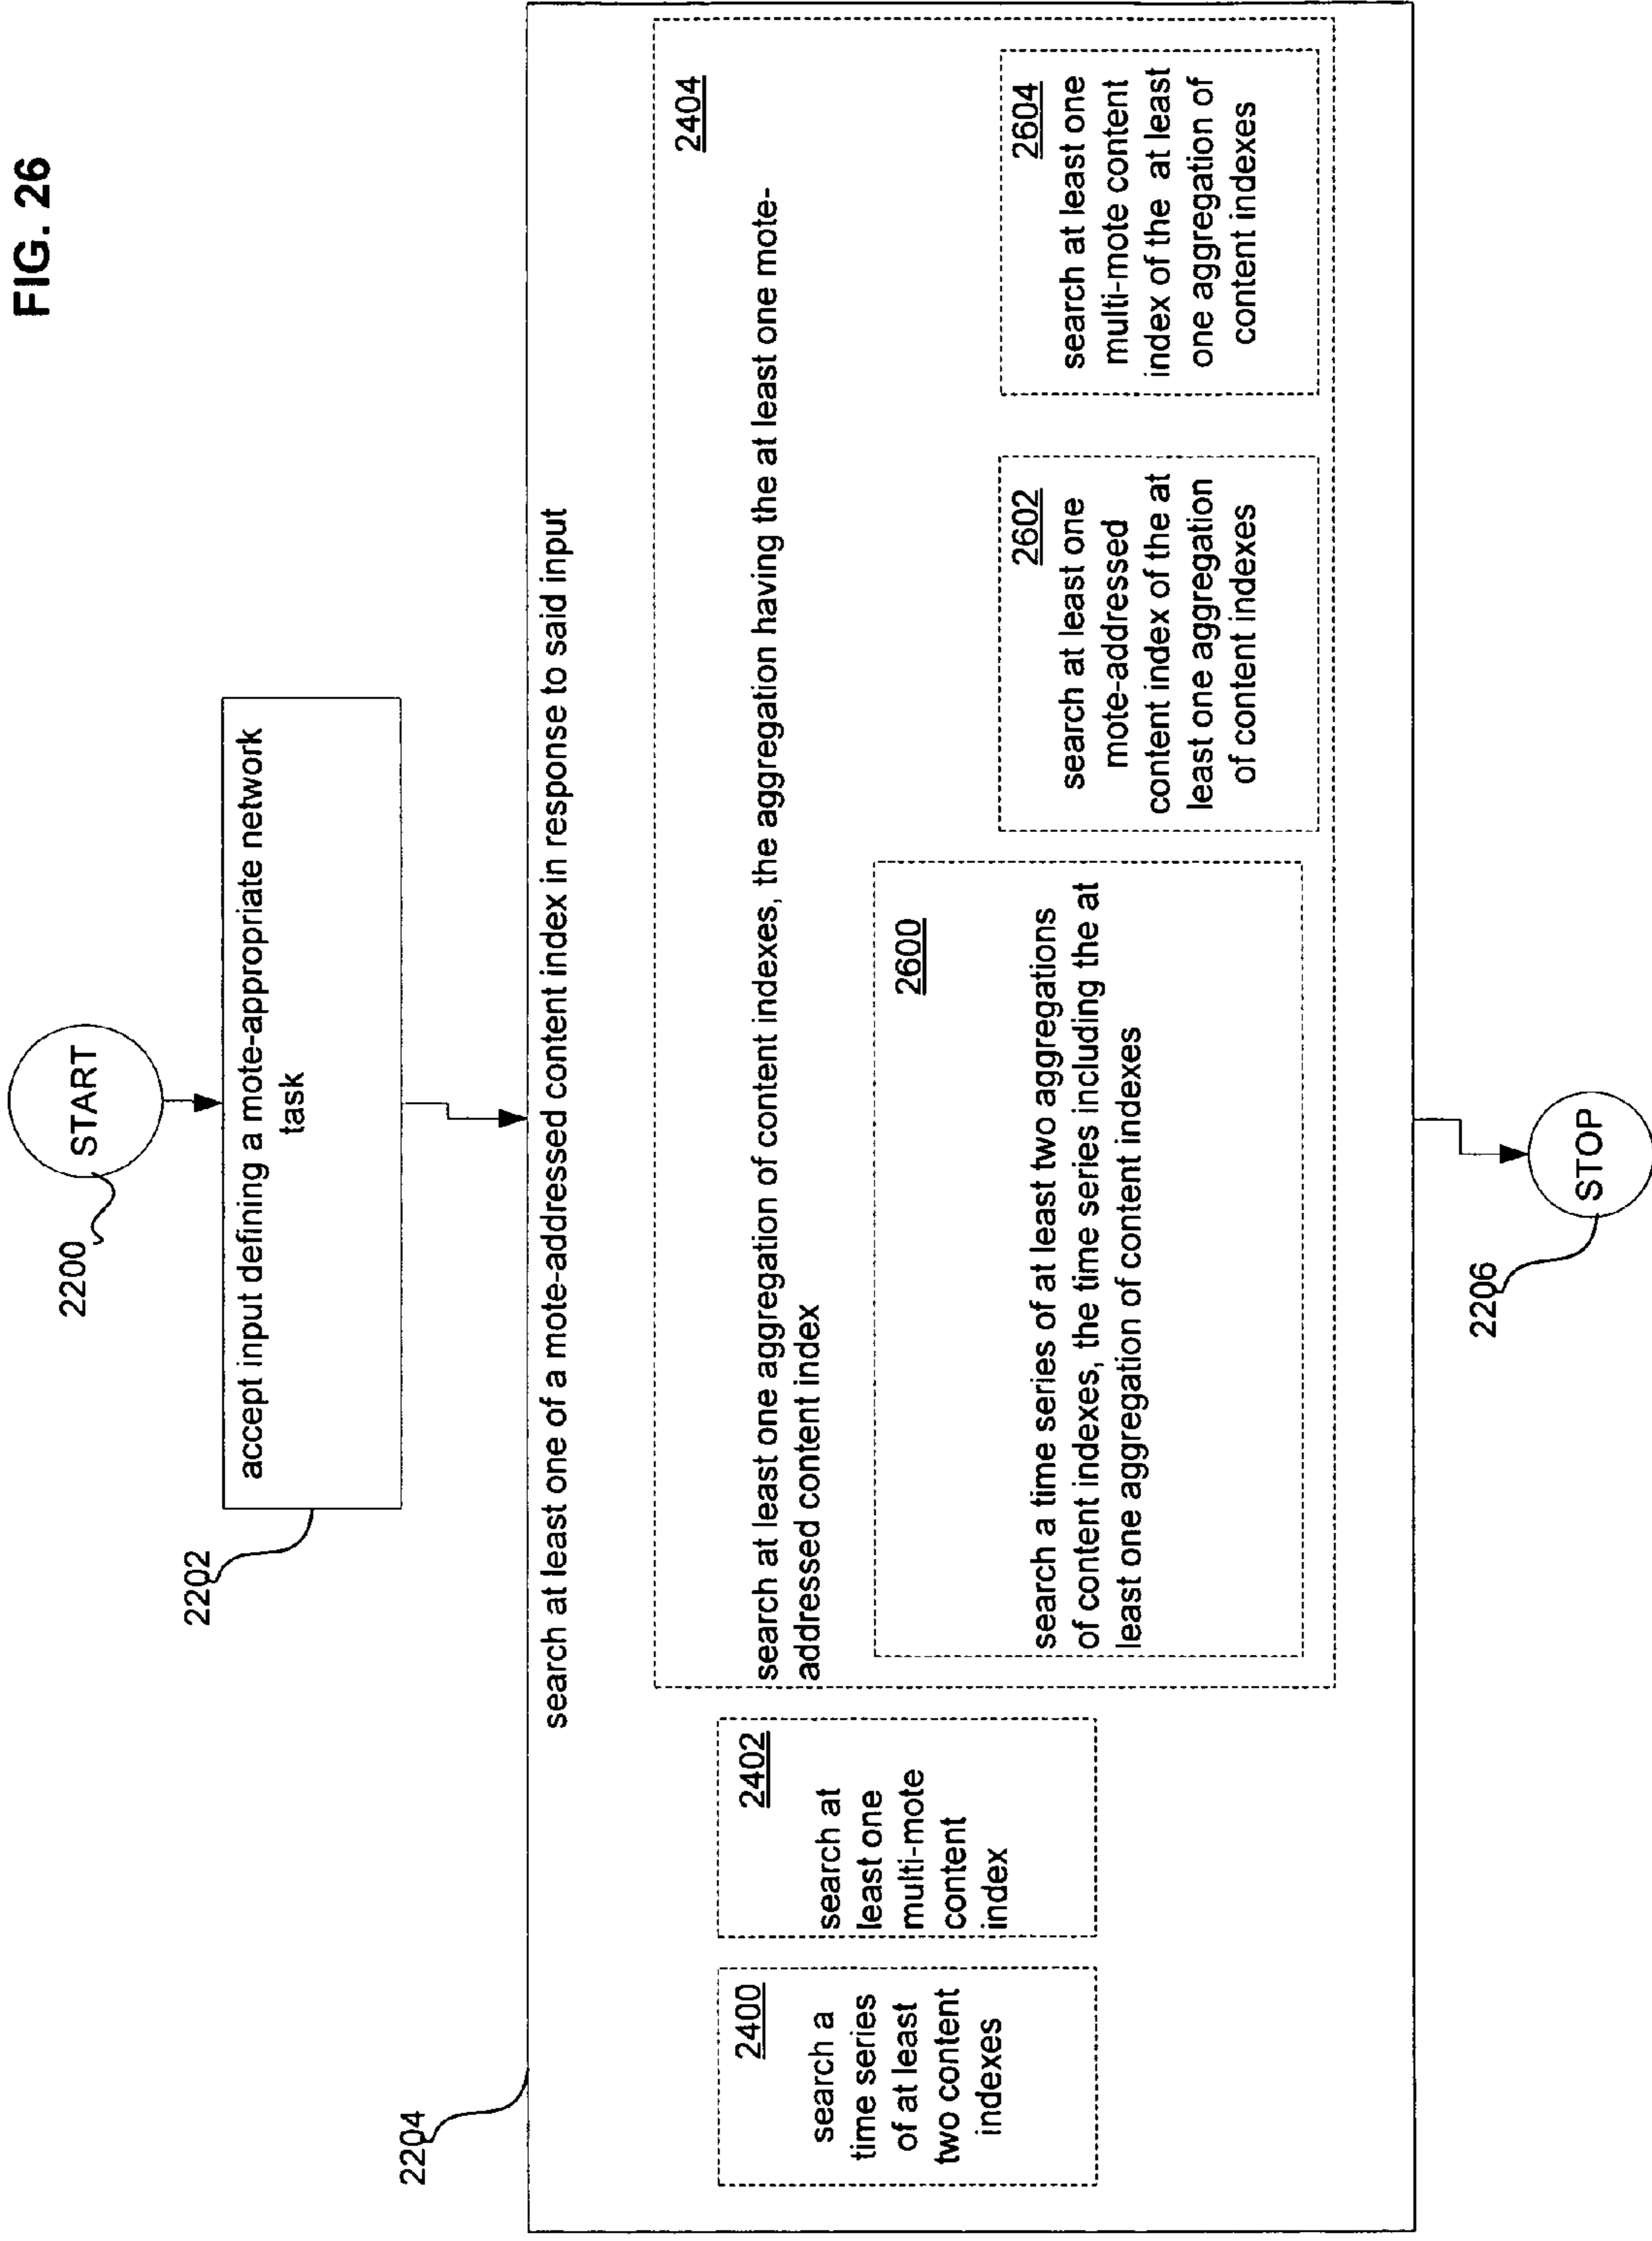 FIG. 26
START
2200
accept input defining a mote-appropriate network
task
2202
search at least one of a mote-addressed content index in response to said input
2204
2400
search a
time series
of at least
two content
indexes
2402
search at
least one
multi-mote
content
index
2404
search at least one aggregation of content indexes, the aggregation having the at least one mote-
addressed content index
2600
search a time series of at least two aggregations
of content indexes, the time series including the at
least one aggregation of content indexes
2602
search at least one
mote-addressed
content index of the at
least one aggregation
of content indexes
2604
search at least one
multi-mote content
index of the at least
one aggregation of
content indexes
STOP
2206